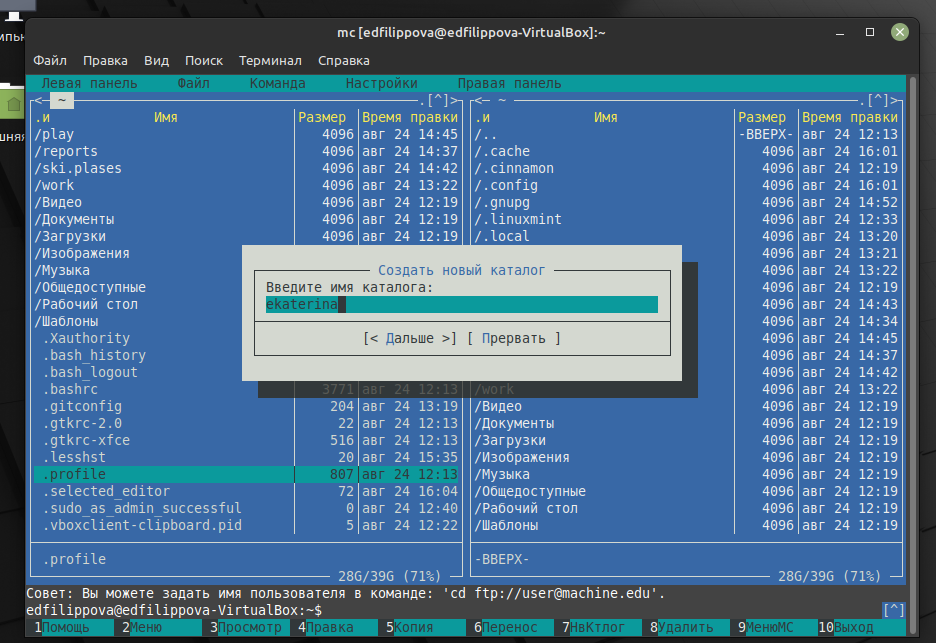 mc [edfilippova@edfilippova-VirtualBox]:~
Файл Правка Вид Поиск Терминал Справка
Левая панель Файл Команда Настройки Правая панель
<─ ~ ─.[^]>
.и Имя Размер Время правки
/play 4096 авг 24 14:45
/reports 4096 авг 24 14:37
/ski.plases 4096 авг 24 14:42
/work 4096 авг 24 13:22
/Видео 4096 авг 24 12:19
/Документы 4096 авг 24 12:19
/Загрузки 4096 авг 24 12:19
/Изображения
/Музыка
/Общедоступные
/Рабочий стол
/Шаблоны
.Xauthority
.bash_history
.bash_logout
.bashrc 3771 авг 24 12:13
.gitconfig 204 авг 24 13:19
.gtkrc-2.0 22 авг 24 12:13
.gtkrc-xfce 516 авг 24 12:13
.lesshst 20 авг 24 15:35
.profile 807 авг 24 12:13
.selected_editor 72 авг 24 16:04
.sudo_as_admin_successful 0 авг 24 12:40
.vboxclient-clipboard.pid 5 авг 24 12:22
.profile
28G/39G (71%)
<─ ~ ─.[^]>
.и Имя Размер Время правки
/.. -ВВЕРХ- авг 24 12:13
/.cache 4096 авг 24 16:01
/.cinnamon 4096 авг 24 12:19
/.config 4096 авг 24 16:01
/.gnupg 4096 авг 24 14:52
/.linuxmint 4096 авг 24 12:33
/.local 4096 авг 24 13:20
4096 авг 24 13:21
4096 авг 24 13:22
4096 авг 24 12:19
4096 авг 24 14:43
4096 авг 24 14:34
4096 авг 24 14:45
4096 авг 24 14:37
4096 авг 24 14:42
/work 4096 авг 24 13:22
/Видео 4096 авг 24 12:19
/Документы 4096 авг 24 12:19
/Загрузки 4096 авг 24 12:19
/Изображения 4096 авг 24 12:19
/Музыка 4096 авг 24 12:19
/Общедоступные 4096 авг 24 12:19
/Рабочий стол 4096 авг 24 12:19
/Шаблоны 4096 авг 24 12:19
-ВВЕРХ-
28G/39G (71%)
Создать новый каталог
Введите имя каталога:
ekaterina
[< Дальше >] [ Прервать ]
Совет: Вы можете задать имя пользователя в команде: 'cd ftp://user@machine.edu'.
edfilippova@edfilippova-VirtualBox:~$ [^]
1Помощь 2Меню 3Просмотр 4Правка 5Копия 6Перенос 7НвКтлог 8Удалить 9МенюMC 10Выход